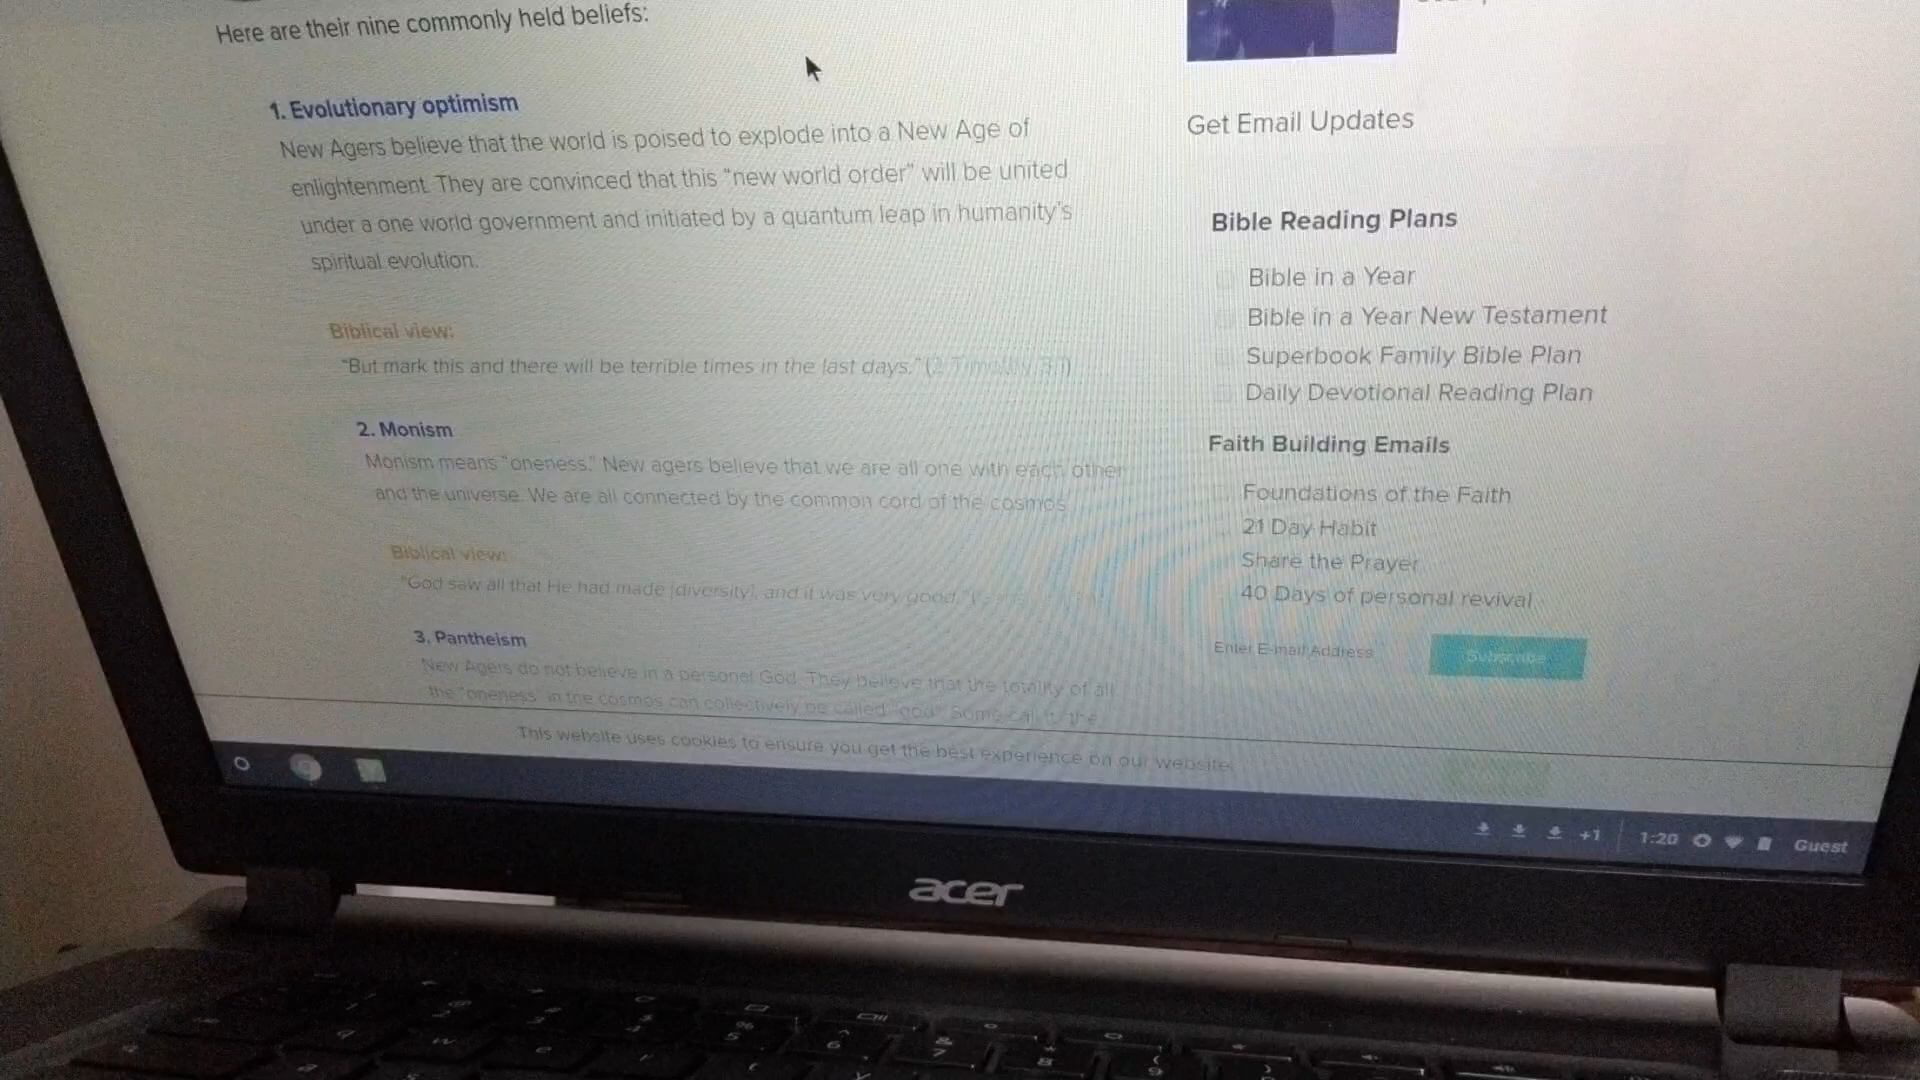 Here are their nine commonly held beliefs:
1. Evolutionary optimism
New Agers believe that the world is poised to explode into a New Age of
enlightenment. They are convinced that this "new world order" will be united
under a one world government and initiated by a quantum leap in humanity's
spiritual evolution.
Biblical view:
"But mark this and there will be terrible times in the last days." (2 Timothy 3:1)
2. Monism
Monism means "oneness." New agers believe that we are all one with each other
and the universe. We are all connected by the common cord of the cosmos
Biblical view:
"God saw all that He had made [diversity], and it was very good."
3. Pantheism
New Agers do not believe in a personal God. They believe that the totality of all
the "oneness" in the cosmos can collectively be called "god". Some call it the
Get Email Updates
Bible Reading Plans
Bible in a Year
Bible in a Year New Testament
Superbook Family Bible Plan
Daily Devotional Reading Plan
Faith Building Emails
Foundations of the Faith
21 Day Habit
Share the Prayer
40 Days of personal revival
Enter E-mail Address
Subscribe
This website uses cookies to ensure you get the best experience on our website.
+1
1:20
Guest
acer